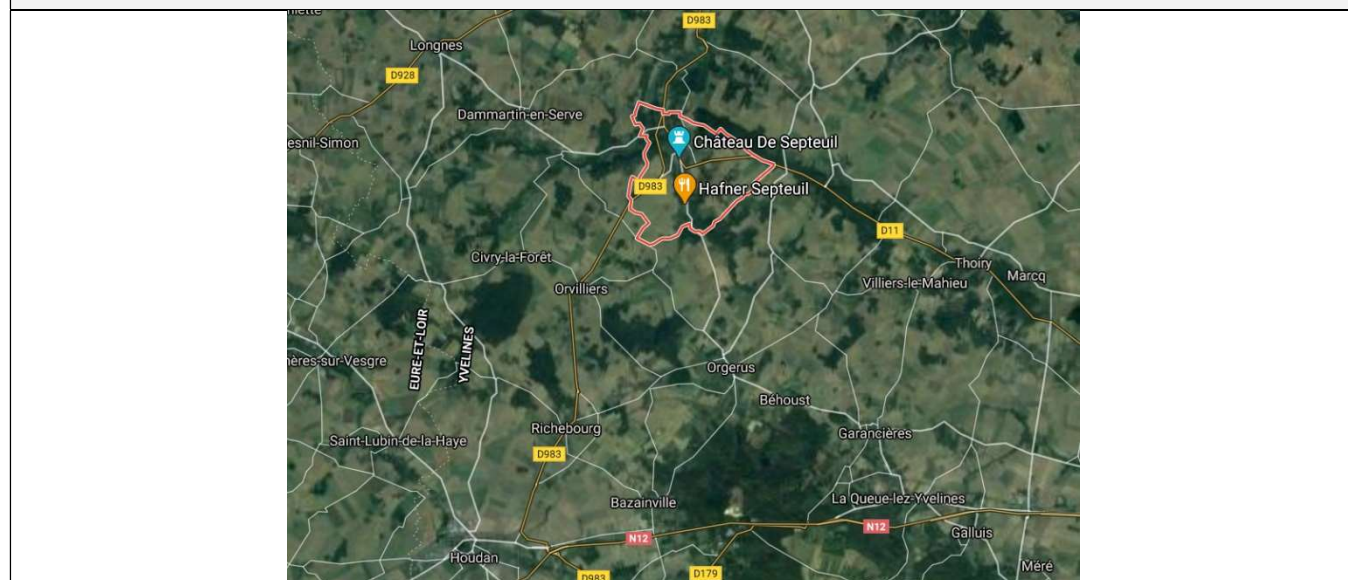 D983
Longnes
D928
Dammartin-en-Serve
esnil-Simon
Château De Septeuil
D983
Hafner Septeuil
D11
Civry-la-Forêt
Thoiry
Marcq
Villiers-le-Mahieu
Orvilliers
EURE-ET-LOIR
YVELINES
nères-sur-Vesgre
Orgerus
Béhoust
Richebourg
Garancières
Saint-Lubin-de-la-Haye
D983
Bazainville
La Queue-lez-Yvelines
N12
N12
Galluis
Houdan
Méré
D983
D179